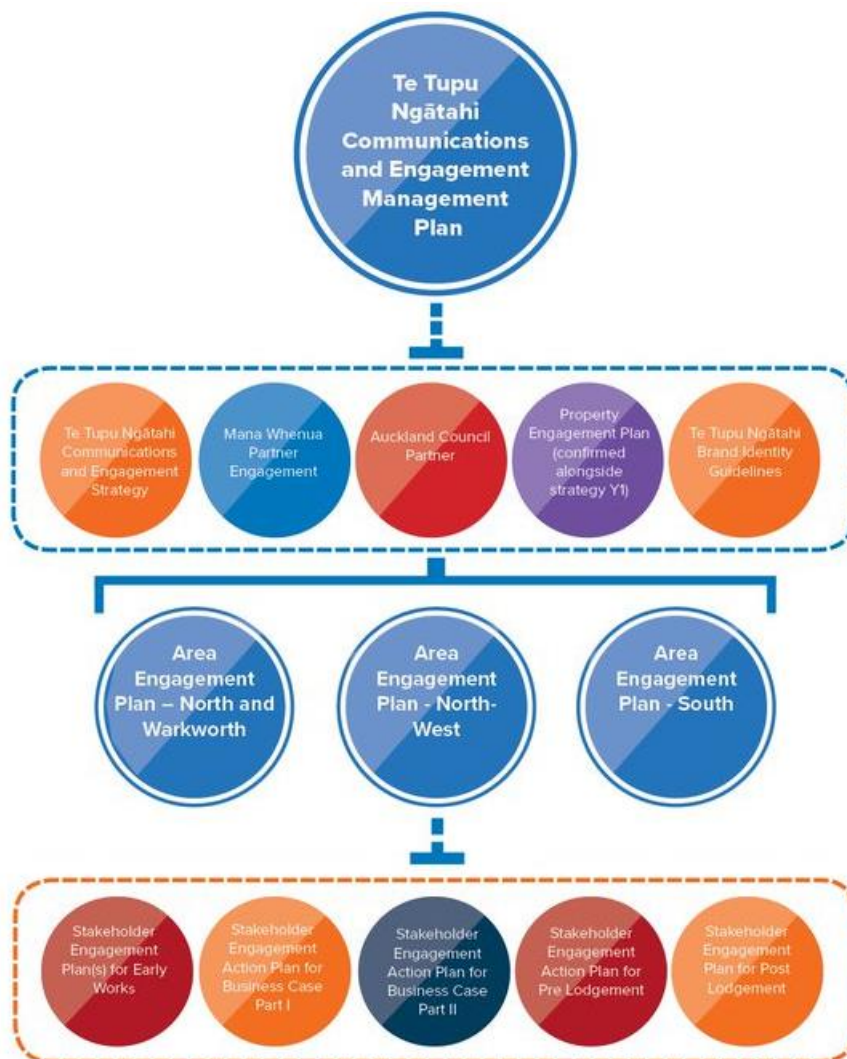 Te Tupu
Ngātahi
Communications
and Engagement
Management
Plan
Te Tupu Ngātahi
Communications
and Engagement
Strategy
Mana Whenua
Partner
Engagement
Auckland Council
Partner
Property
Engagement Plan
(confirmed
alongside
strategy Y1)
Te Tupu Ngātahi
Brand Identity
Guidelines
Area
Engagement
Plan – North and
Warkworth
Area
Engagement
Plan - North-
West
Area
Engagement
Plan - South
Stakeholder
Engagement
Plan(s) for Early
Works
Stakeholder
Engagement
Action Plan for
Business Case
Part I
Stakeholder
Engagement
Action Plan for
Business Case
Part II
Stakeholder
Engagement
Action Plan for
Pre Lodgement
Stakeholder
Engagement
Plan for Post
Lodgement